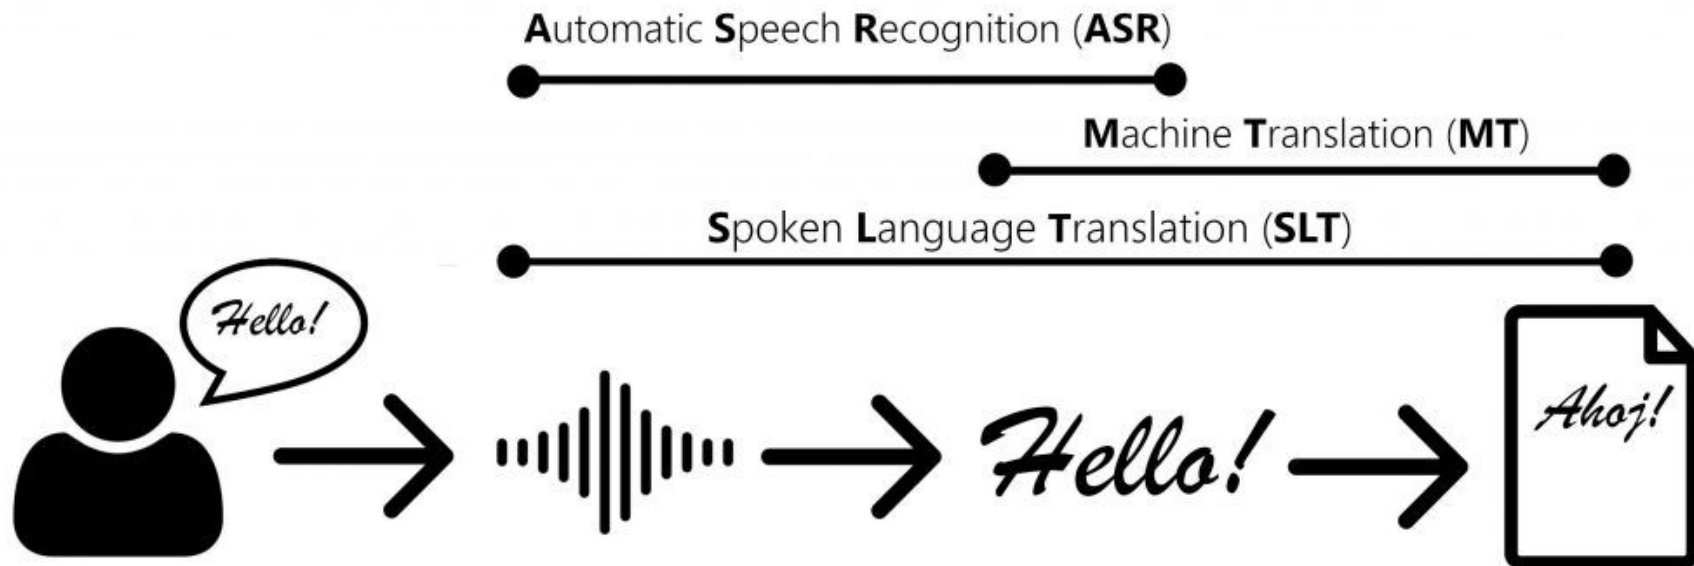 Automatic Speech Recognition (ASR)
Machine Translation (MT)
Spoken Language Translation (SLT)
Hello!
Hello!
Ahoj!